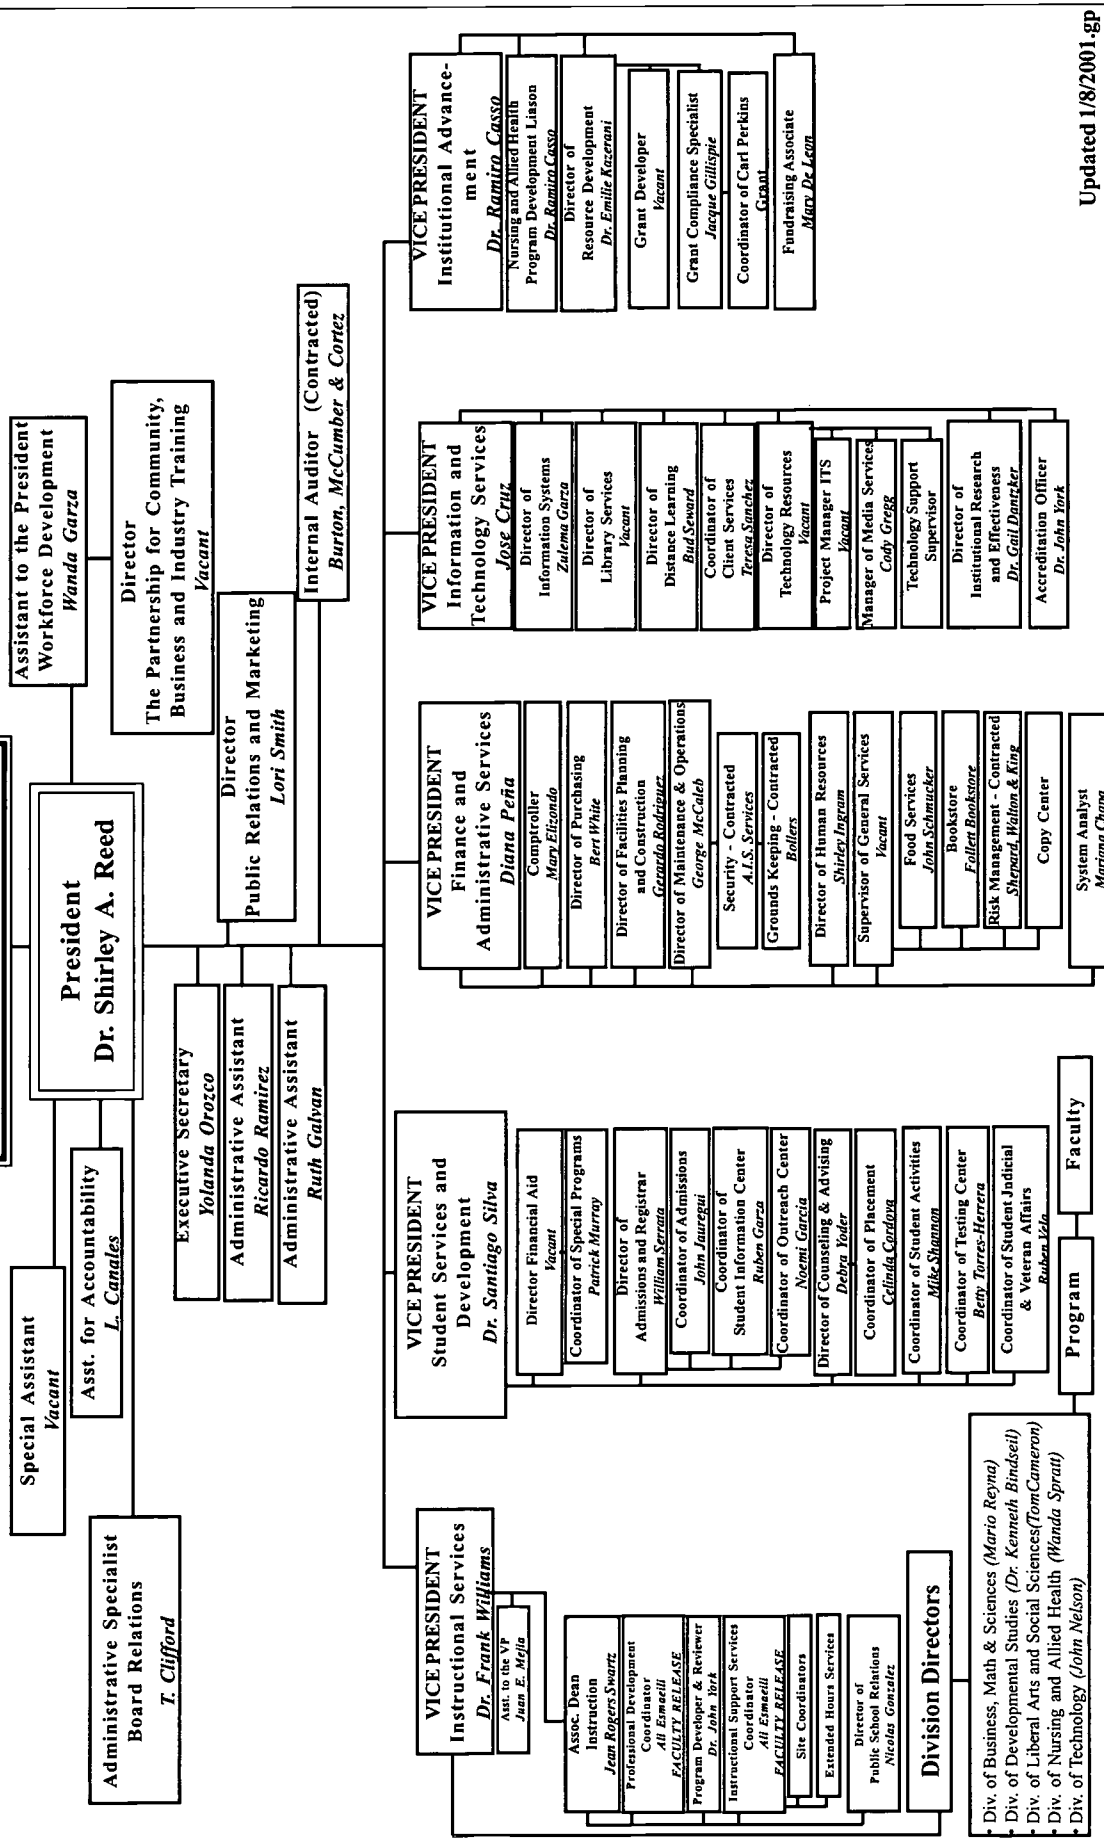 President
Dr. Shirley A. Reed
Special Assistant
Vacant
Asst. for Accountability
L. Canales
Administrative Specialist
Board Relations
T. Clifford
Assistant to the President
Workforce Development
Wanda Garza
Director
The Partnership for Community,
Business and Industry Training
Vacant
Executive Secretary
Yolanda Orozco
Administrative Assistant
Ricardo Ramirez
Administrative Assistant
Ruth Galvan
Director
Public Relations and Marketing
Lori Smith
Internal Auditor (Contracted)
Burton, McCumber & Cortez
VICE PRESIDENT
Instructional Services
Dr. Frank Williams
Asst. to the VP
Juan E. Mejia
Assoc. Dean
Instruction
Jean Rogers Swartz
Professional Development
Coordinator
Ali Esmaeili
FACULTY RELEASE
Program Developer & Reviewer
Dr. John York
Instructional Support Services
Coordinator
Ali Esmaeili
FACULTY RELEASE
Site Coordinators
Extended Hours Services
Director of
Public School Relations
Nicolas Gonzalez
Division Directors
• Div. of Business, Math & Sciences (Mario Reyna)
• Div. of Developmental Studies (Dr. Kenneth Bindseil)
• Div. of Liberal Arts and Social Sciences(TomCameron)
• Div. of Nursing and Allied Health (Wanda Spratt)
• Div. of Technology (John Nelson)
Program
Faculty
VICE PRESIDENT
Student Services and
Development
Dr. Santiago Silva
Director Financial Aid
Vacant
Coordinator of Special Programs
Patrick Murray
Director of
Admissions and Registrar
William Serrata
Coordinator of Admissions
John Jauregui
Coordinator of
Student Information Center
Ruben Garza
Coordinator of Outreach Center
Noemi Garcia
Director of Counseling & Advising
Debra Yoder
Coordinator of Placement
Celinda Cordova
Coordinator of Student Activities
Mike Shannon
Coordinator of Testing Center
Betty Torres-Herrera
Coordinator of Student Judicial
& Veteran Affairs
Ruben Vela
VICE PRESIDENT
Finance and
Administrative Services
Diana Peña
Comptroller
Mary Elizondo
Director of Purchasing
Bert White
Director of Facilities Planning
and Construction
Gerardo Rodriguez
Director of Maintenance & Operations
George McCaleb
Security - Contracted
A.I.S. Services
Grounds Keeping - Contracted
Bollers
Director of Human Resources
Shirley Ingram
Supervisor of General Services
Vacant
Food Services
John Schmucker
Bookstore
Follett Bookstore
Risk Management - Contracted
Shepard, Walton & King
Copy Center
System Analyst
Mariana Chapa
VICE PRESIDENT
Information and
Technology Services
Jose Cruz
Director of
Information Systems
Zulema Garza
Director of
Library Services
Vacant
Director of
Distance Learning
Bud Seward
Coordinator of
Client Services
Teresa Sanchez
Director of
Technology Resources
Vacant
Project Manager ITS
Vacant
Manager of Media Services
Cody Gregg
Technology Support
Supervisor
Director of
Institutional Research
and Effectiveness
Dr. Gail Dantzker
Accreditation Officer
Dr. John York
VICE PRESIDENT
Institutional Advance-
ment
Dr. Ramiro Casso
Nursing and Allied Health
Program Development Liason
Dr. Ramiro Casso
Director of
Resource Development
Dr. Emilie Kazerani
Grant Developer
Vacant
Grant Compliance Specialist
Jacque Gillispie
Coordinator of Carl Perkins
Grant
Fundraising Associate
Mary De Leon
Updated 1/8/2001.gp